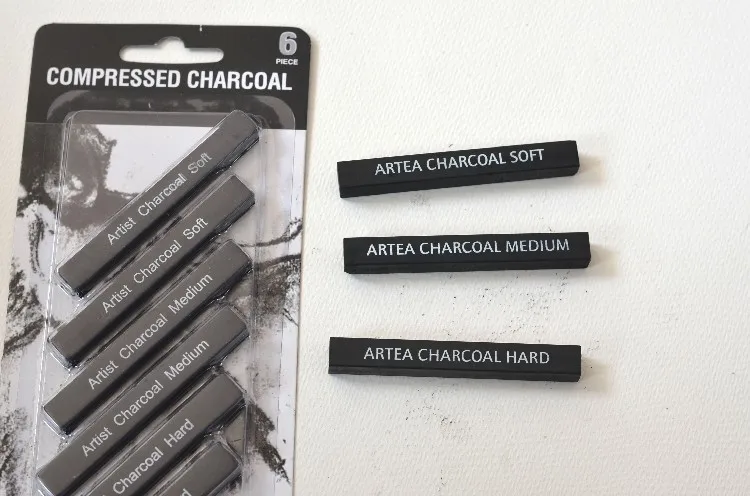 6
PIECE
COMPRESSED CHARCOAL
Artist Charcoal Soft
Artist Charcoal Soft
Artist Charcoal Medium
Artist Charcoal Medium
Charcoal Hard
ARTEA CHARCOAL SOFT
ARTEA CHARCOAL MEDIUM
ARTEA CHARCOAL HARD